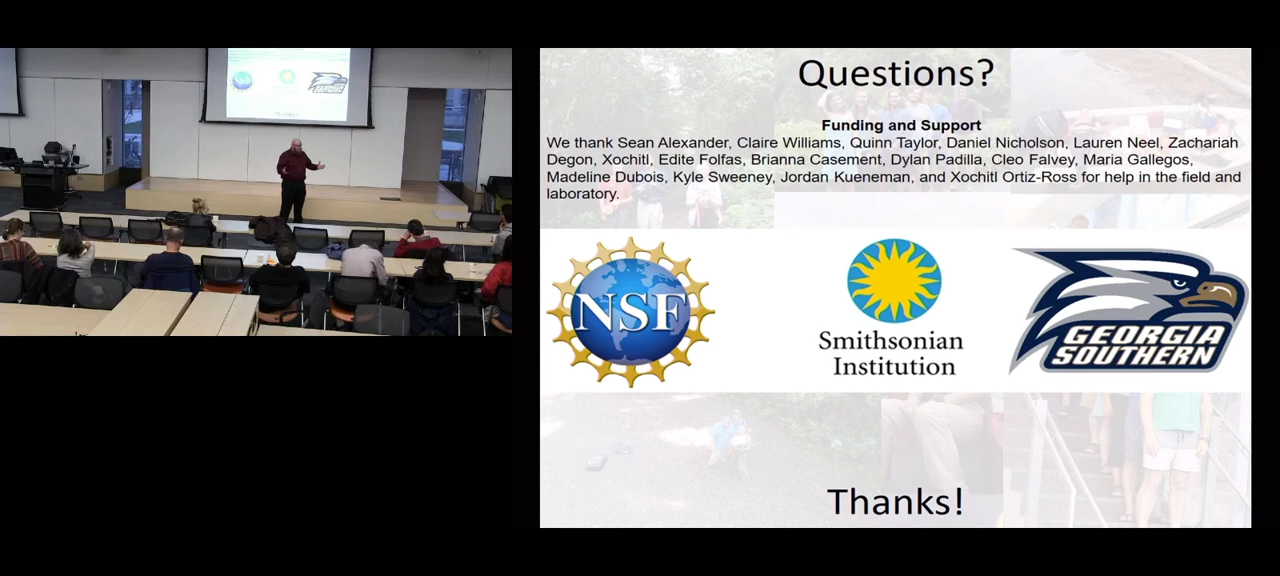 Questions?
Funding and Support
We thank Sean Alexander, Claire Williams, Quinn Taylor, Daniel Nicholson, Lauren Neel, Zachariah
Degon, Xochitl, Edite Folfas, Brianna Casement, Dylan Padilla, Cleo Falvey, Maria Gallegos,
Madeline Dubois, Kyle Sweeney, Jordan Kueneman, and Xochitl Ortiz-Ross for help in the field and
laboratory.
NSF
Smithsonian
Institution
GEORGIA
SOUTHERN
Thanks!